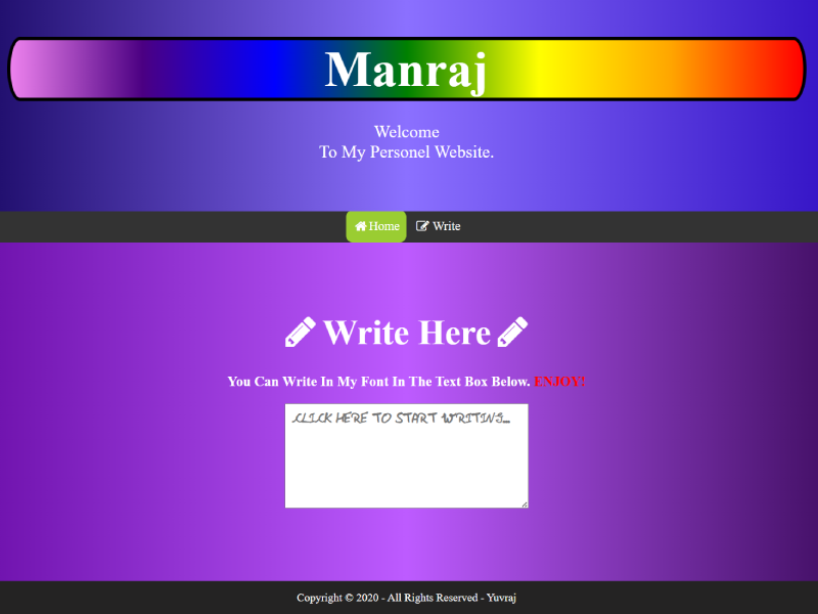 Manraj
Welcome
To My Personel Website.
Home Write
Write Here
You Can Write In My Font In The Text Box Below. ENJOY!
CLICK HERE TO START WRITING...
Copyright © 2020 - All Rights Reserved - Yuvraj